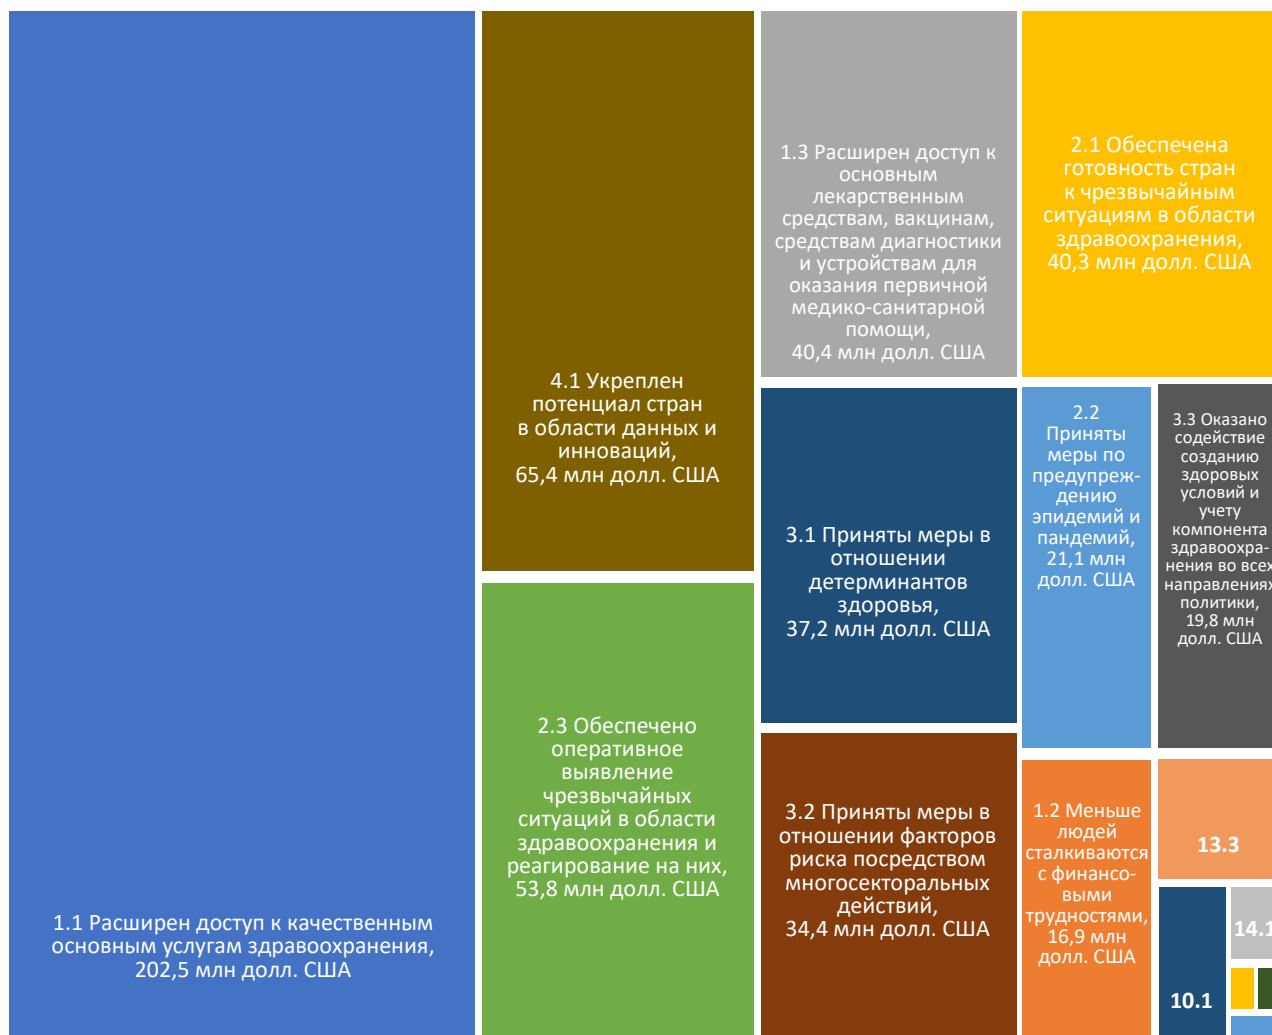 1.1 Расширен доступ к качественным
основным услугам здравоохранения,
202,5 млн долл. США
4.1 Укреплен
потенциал стран
в области данных и
инноваций,
65,4 млн долл. США
2.3 Обеспечено
оперативное
выявление
чрезвычайных
ситуаций в области
здравоохранения и
реагирование на них,
53,8 млн долл. США
1.3 Расширен доступ к
основным
лекарственным
средствам, вакцинам,
средствам диагностики
и устройствам для
оказания первичной
медико-санитарной
помощи,
40,4 млн долл. США
3.1 Приняты меры в
отношении
детерминантов
здоровья,
37,2 млн долл. США
3.2 Приняты меры в
отношении факторов
риска посредством
многосекторальных
действий,
34,4 млн долл. США
2.1 Обеспечена
готовность стран
к чрезвычайным
ситуациям в области
здравоохранения,
40,3 млн долл. США
2.2
Приняты
меры по
предупреж-
дению
эпидемий и
пандемий,
21,1 млн
долл. США
3.3 Оказано
содействие
созданию
здоровых
условий и
учету
компонента
здравоохра-
нения во всех
направлениях
политики,
19,8 млн
долл. США
1.2 Меньше
людей
сталкиваются
с финансо-
выми
трудностями,
16,9 млн
долл. США
13.3
10.1
14.1